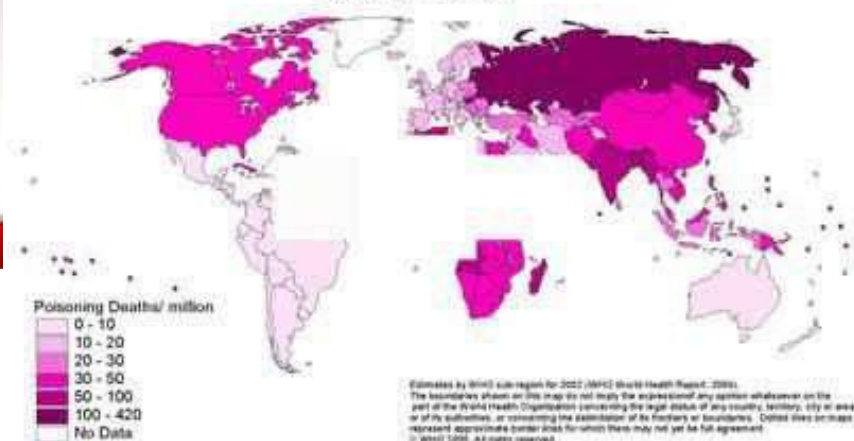 Poisoning Deaths/ million
0 - 10
10 - 20
20 - 30
30 - 50
50 - 100
100 - 420
No Data
Estimates by WHO sub-region for 2002 (WHO World Health Report, 2004).
The boundaries shown on this map do not imply the expression of any opinion whatsoever on the
part of the World Health Organization concerning the legal status of any country, territory, city or area
or of its authorities, or concerning the delimitation of its frontiers or boundaries. Dotted lines on maps
represent approximate border lines for which there may not yet be full agreement.
© WHO All rights reserved